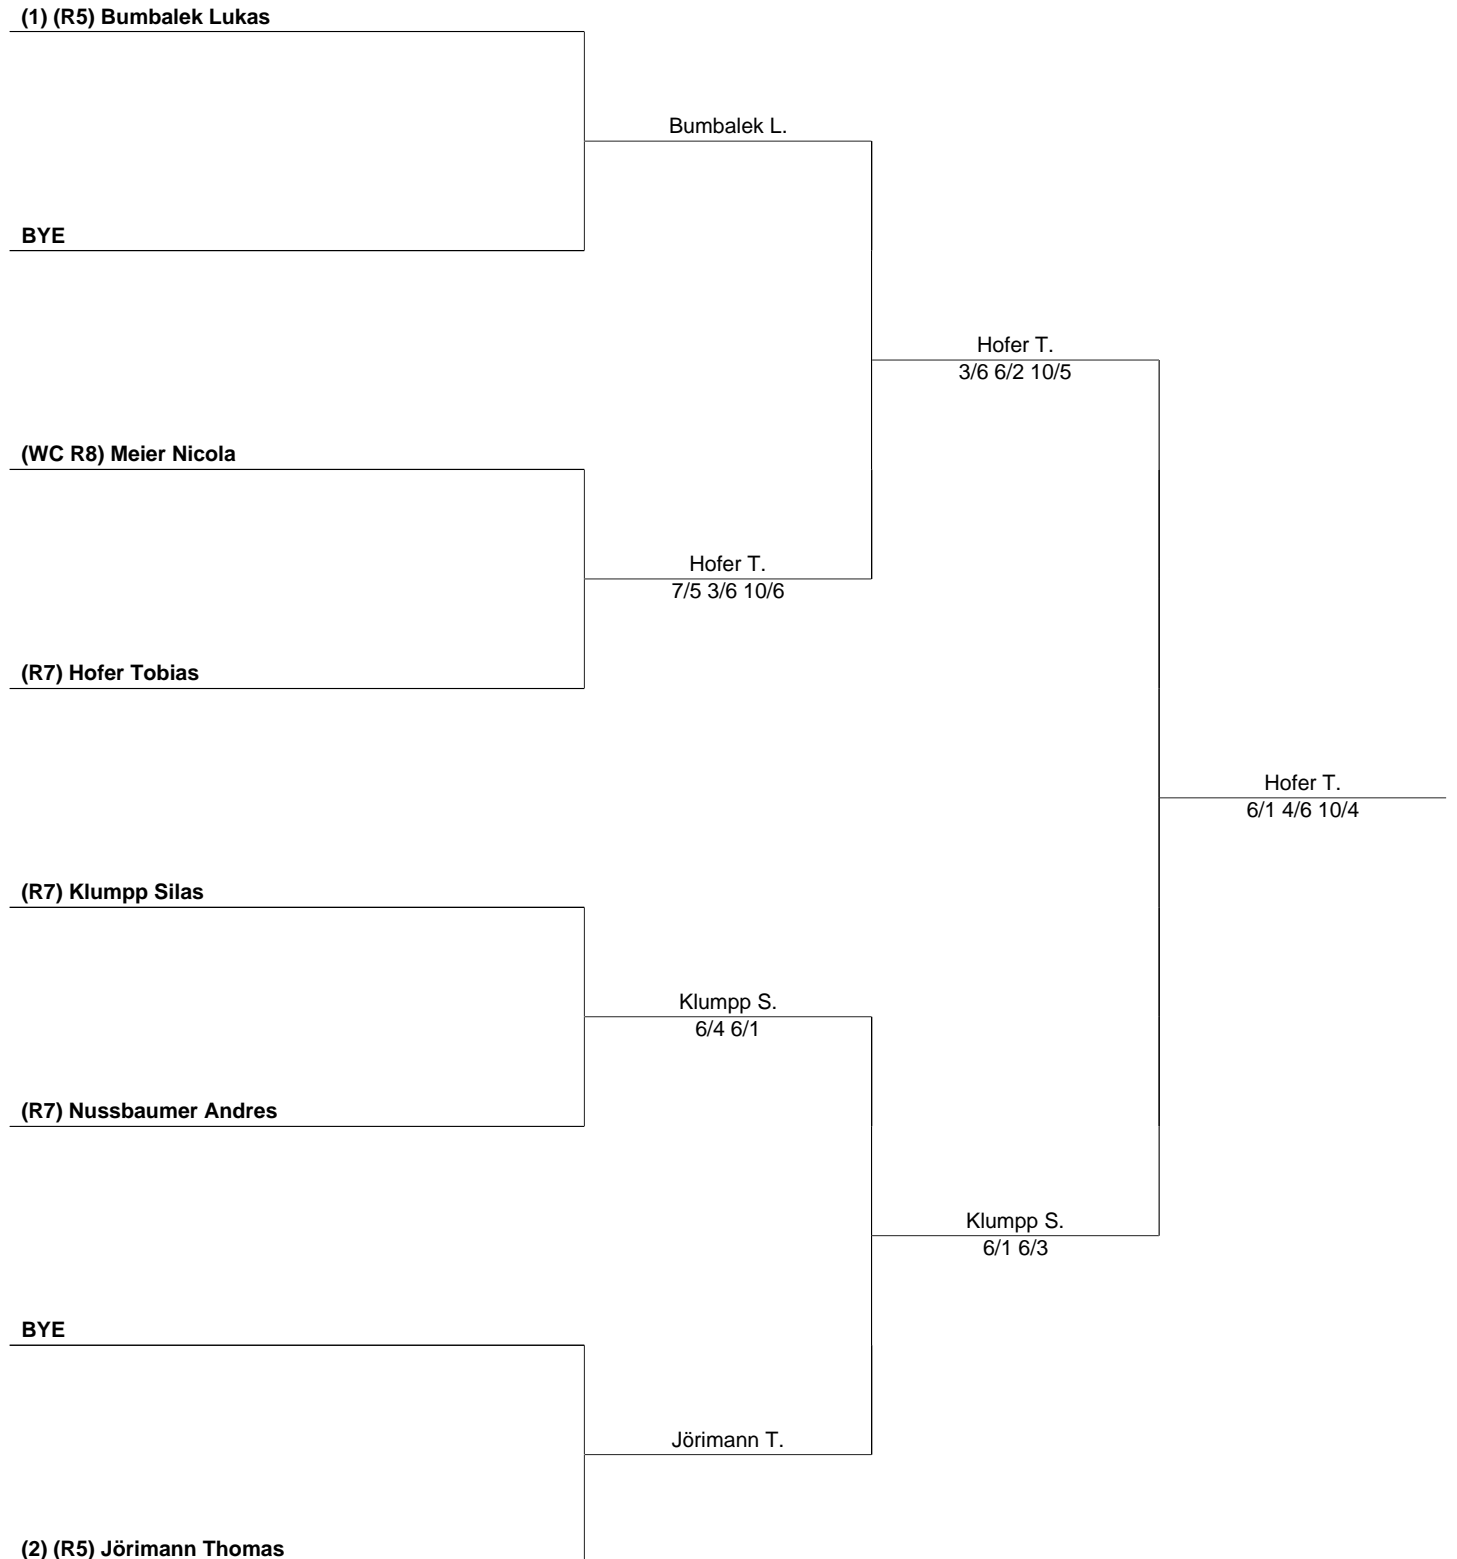 (1) (R5) Bumbalek Lukas
Bumbalek L.
BYE
Hofer T.
3/6 6/2 10/5
(WC R8) Meier Nicola
Hofer T.
7/5 3/6 10/6
(R7) Hofer Tobias
Hofer T.
6/1 4/6 10/4
(R7) Klumpp Silas
Klumpp S.
6/4 6/1
(R7) Nussbaumer Andres
Klumpp S.
6/1 6/3
BYE
Jörimann T.
(2) (R5) Jörimann Thomas